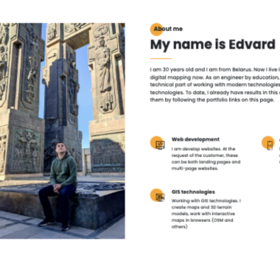 About me
My name is Edvard
I am 30 years old and I am from Belarus. Now I live i
digital mapping now. As an engineer by education,
technical part of working with modern technologies
technologies. To date, I already have results in this
them by following the portfolio links on this page.
Web development
I am develop websites. At the
request of the customer, these
can be both landing pages and
multi-page websites.
GIS technologies
Working with GIS technologies. I
create maps and 3D terrain
models, work with interactive
maps in browsers (OSM and
others)